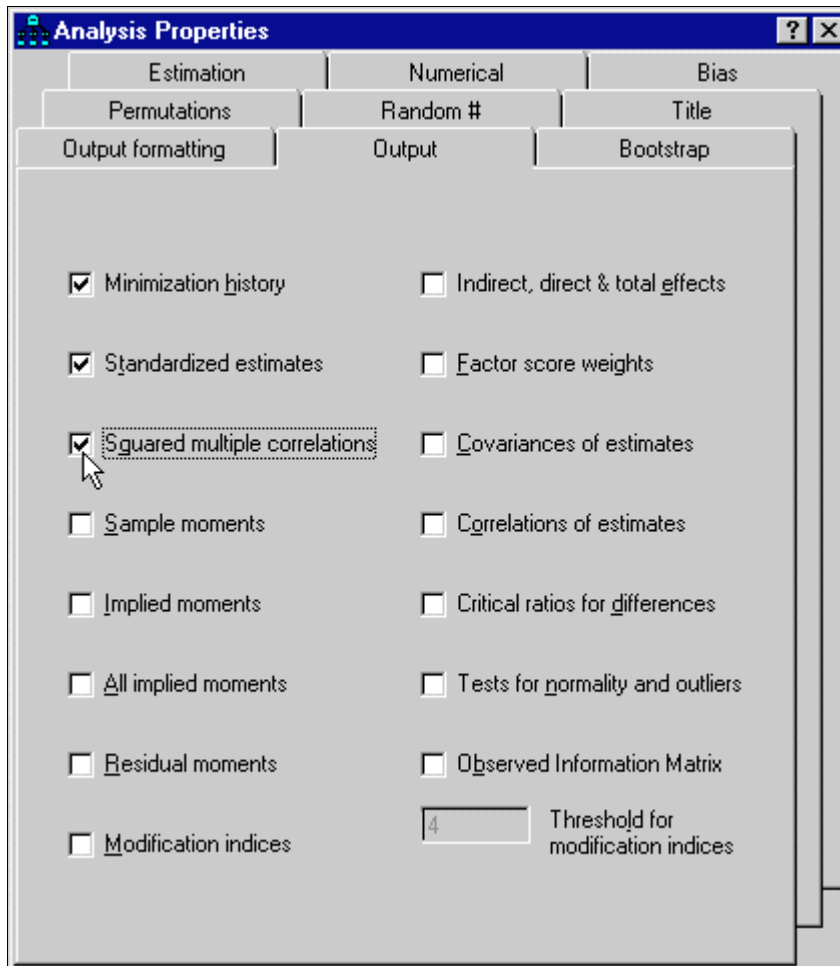 Analysis Properties
Estimation
Numerical
Bias
Permutations
Random #
Title
Output formatting
Output
Bootstrap
Minimization history
Indirect, direct & total effects
Standardized estimates
Factor score weights
Squared multiple correlations
Covariances of estimates
Sample moments
Correlations of estimates
Implied moments
Critical ratios for differences
All implied moments
Tests for normality and outliers
Residual moments
Observed Information Matrix
Modification indices
4
Threshold for
modification indices